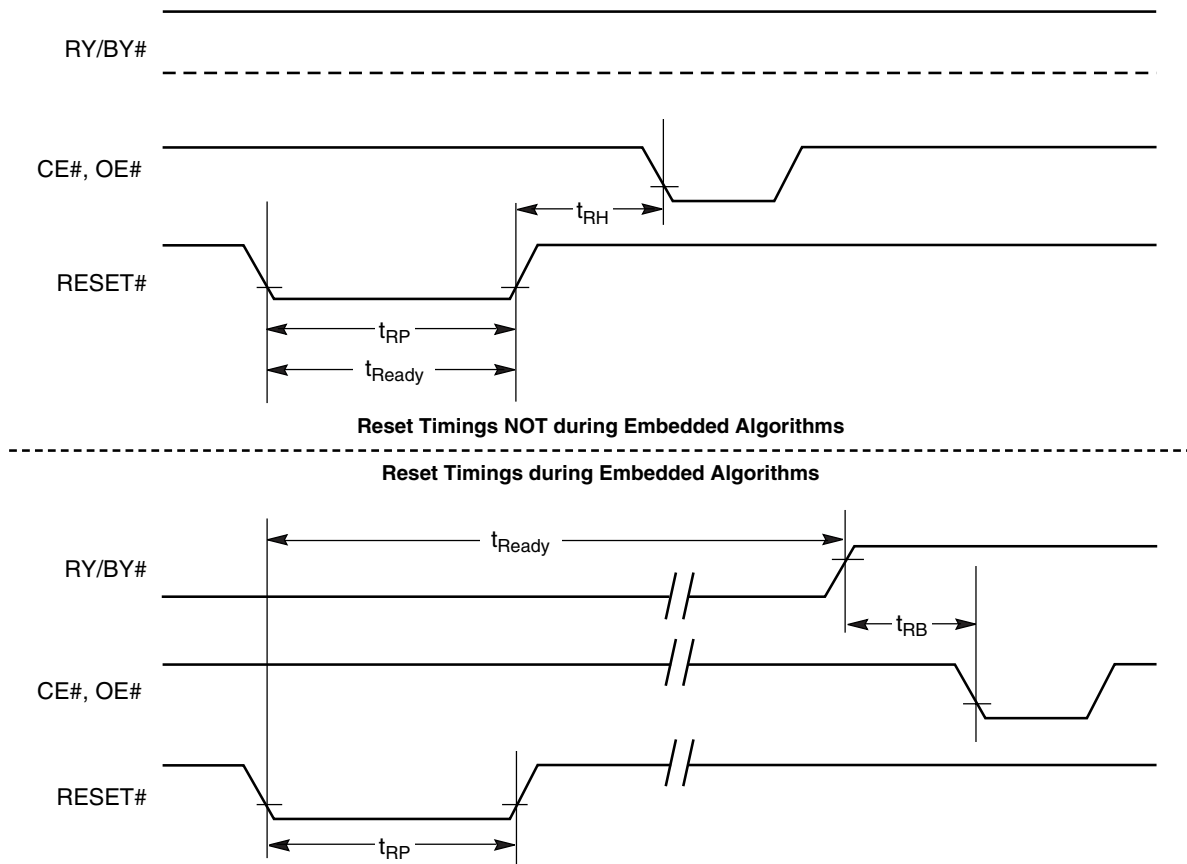 RY/BY#
CE#, OE#
tRH
RESET#
tRP
tReady
Reset Timings NOT during Embedded Algorithms
Reset Timings during Embedded Algorithms
tReady
RY/BY#
tRB
CE#, OE#
RESET#
tRP